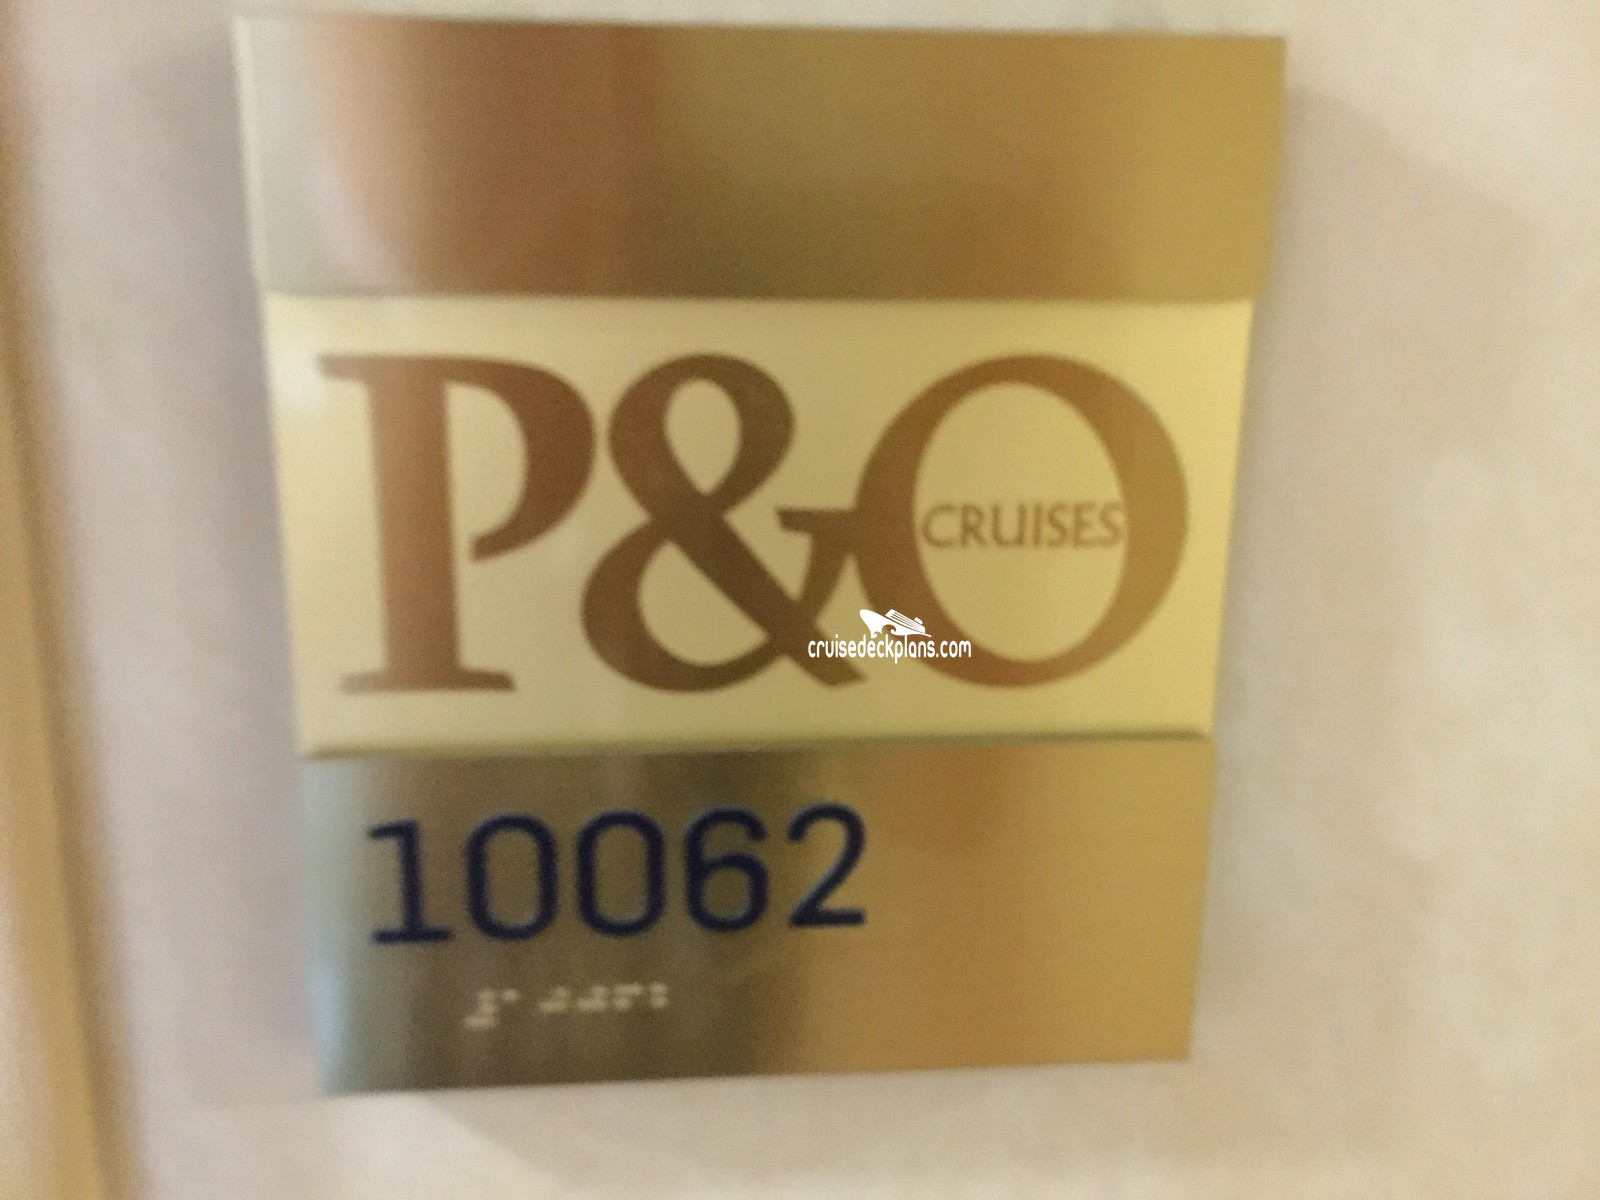 P&O
CRUISES
cruisedeckplans.com
10062